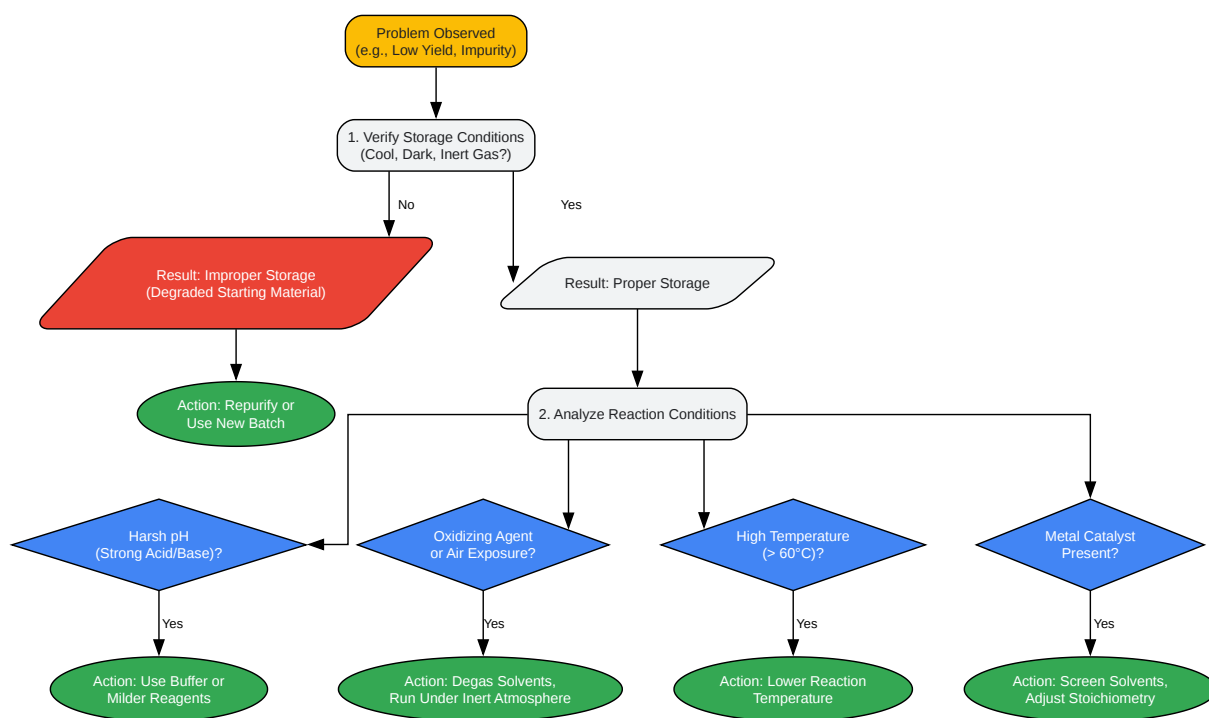 Problem Observed
(e.g., Low Yield, Impurity)
1. Verify Storage Conditions
(Cool, Dark, Inert Gas?)
No
Yes
Result: Improper Storage
(Degraded Starting Material)
Result: Proper Storage
Action: Repurify or
Use New Batch
2. Analyze Reaction Conditions
Harsh pH
(Strong Acid/Base)?
Oxidizing Agent
or Air Exposure?
High Temperature
(> 60°C)?
Metal Catalyst
Present?
Yes
Yes
Yes
Yes
Action: Use Buffer or
Milder Reagents
Action: Degas Solvents,
Run Under Inert Atmosphere
Action: Lower Reaction
Temperature
Action: Screen Solvents,
Adjust Stoichiometry